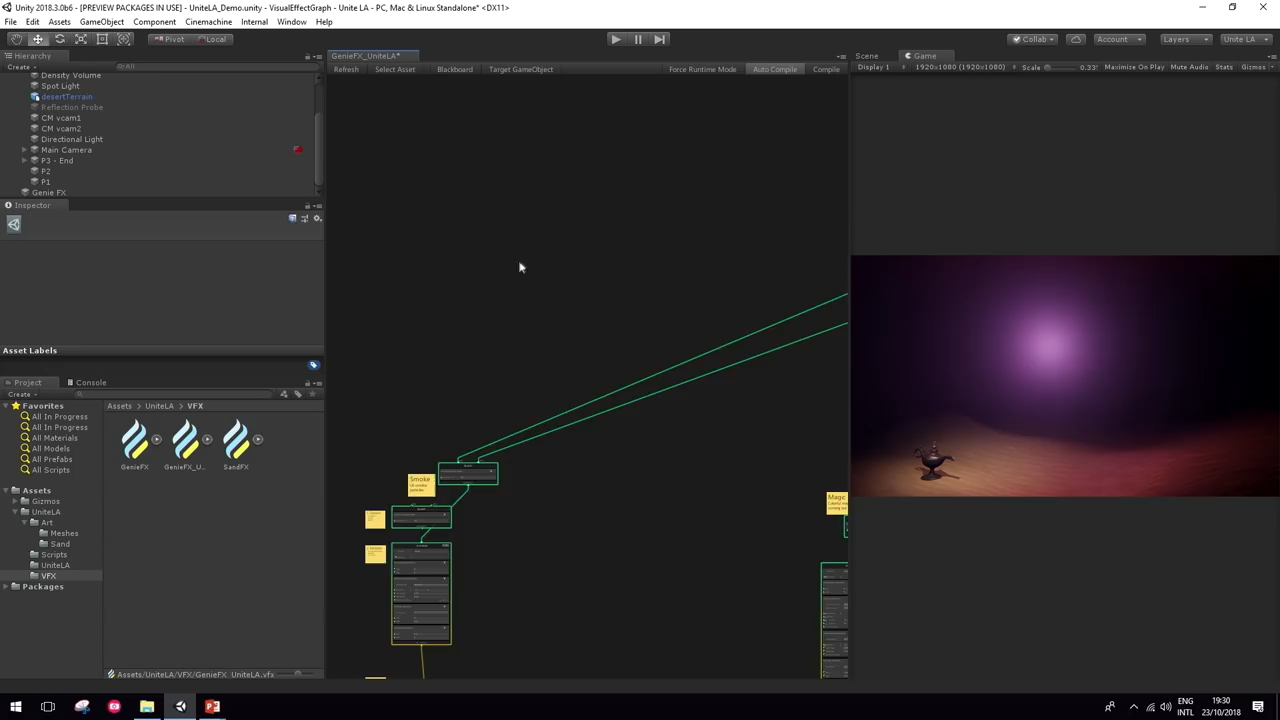 Unity 2018.3.0b6 - [PREVIEW PACKAGES IN USE] - UniteLA_Demo.unity - VisualEffectGraph - Unite LA - PC, Mac & Linux Standalone* <DX11>
File Edit Assets GameObject Component Cinemachine Internal Window Help
Pivot Local Collab Account Layers Unite LA
Hierarchy GenieFX_UniteLA* Scene Game
Create All Refresh Select Asset Blackboard Target GameObject Force Runtime Mode Auto Compile Compile Display 1 1920x1080 (1920x1080) Scale 0.33 Maximize On Play Mute Audio Stats Gizmos
Density Volume
Spot Light
desertTerrain
Reflection Probe
CM vcam1
CM vcam2
Directional Light
Main Camera
P3 - End
P2
P1
Genie FX
Inspector
Asset Labels
Project Console
Create
Favorites
All In Progress
All In Progress
All Materials
All Models
All Prefabs
All Scripts
Assets
Gizmos
UniteLA
Art
Meshes
Sand
Scripts
UniteLA
VFX
Packages
Assets UniteLA VFX
GenieFX GenieFX_U... SandFX
Assets/UniteLA/VFX/GenieFX_UniteLA.vfx
Smoke
Magic
ENG
INTL
19:30
23/10/2018